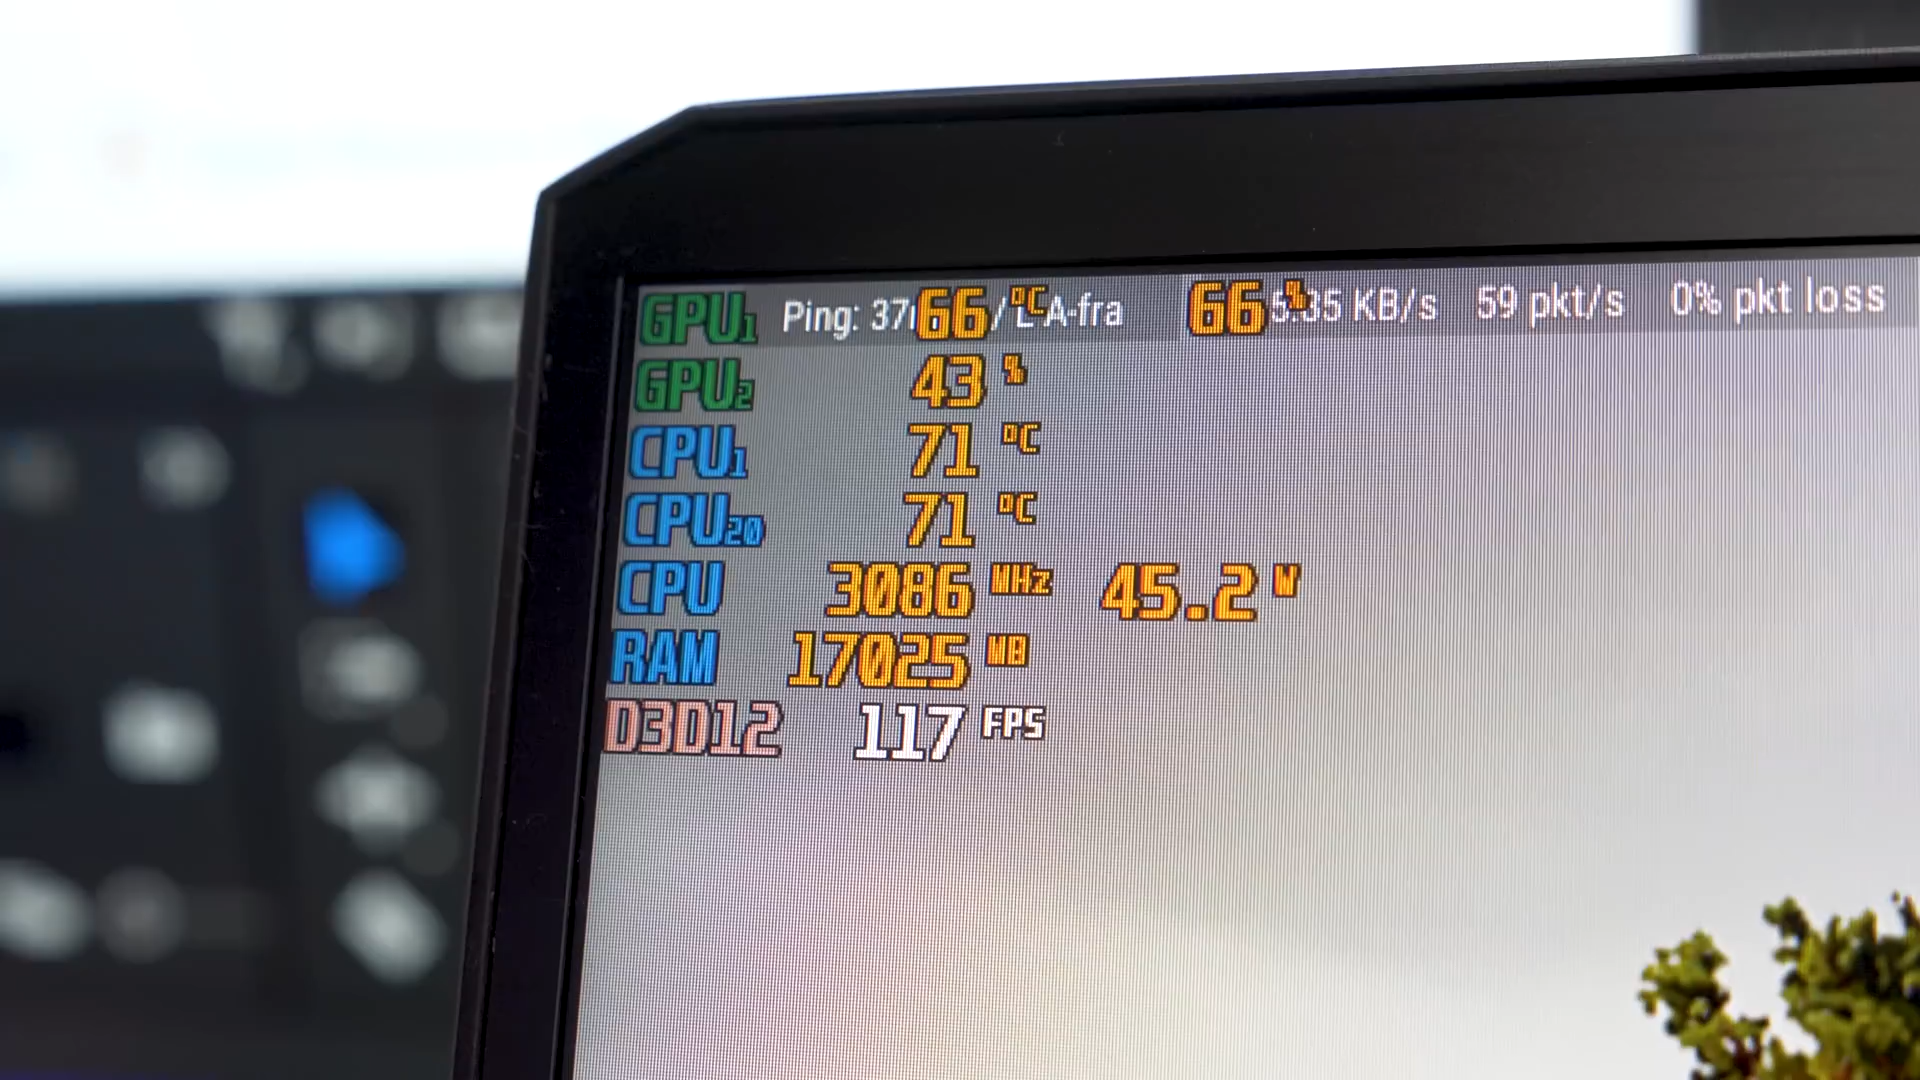 GPU1 Ping: 37 66 °C / A-fra 66 % 5.35 KB/s 59 pkt/s 0% pkt loss
GPU2 43 %
CPU1 71 °C
CPU20 71 °C
CPU 3086 MHz 45.2 W
RAM 17025 MB
D3D12 117 FPS